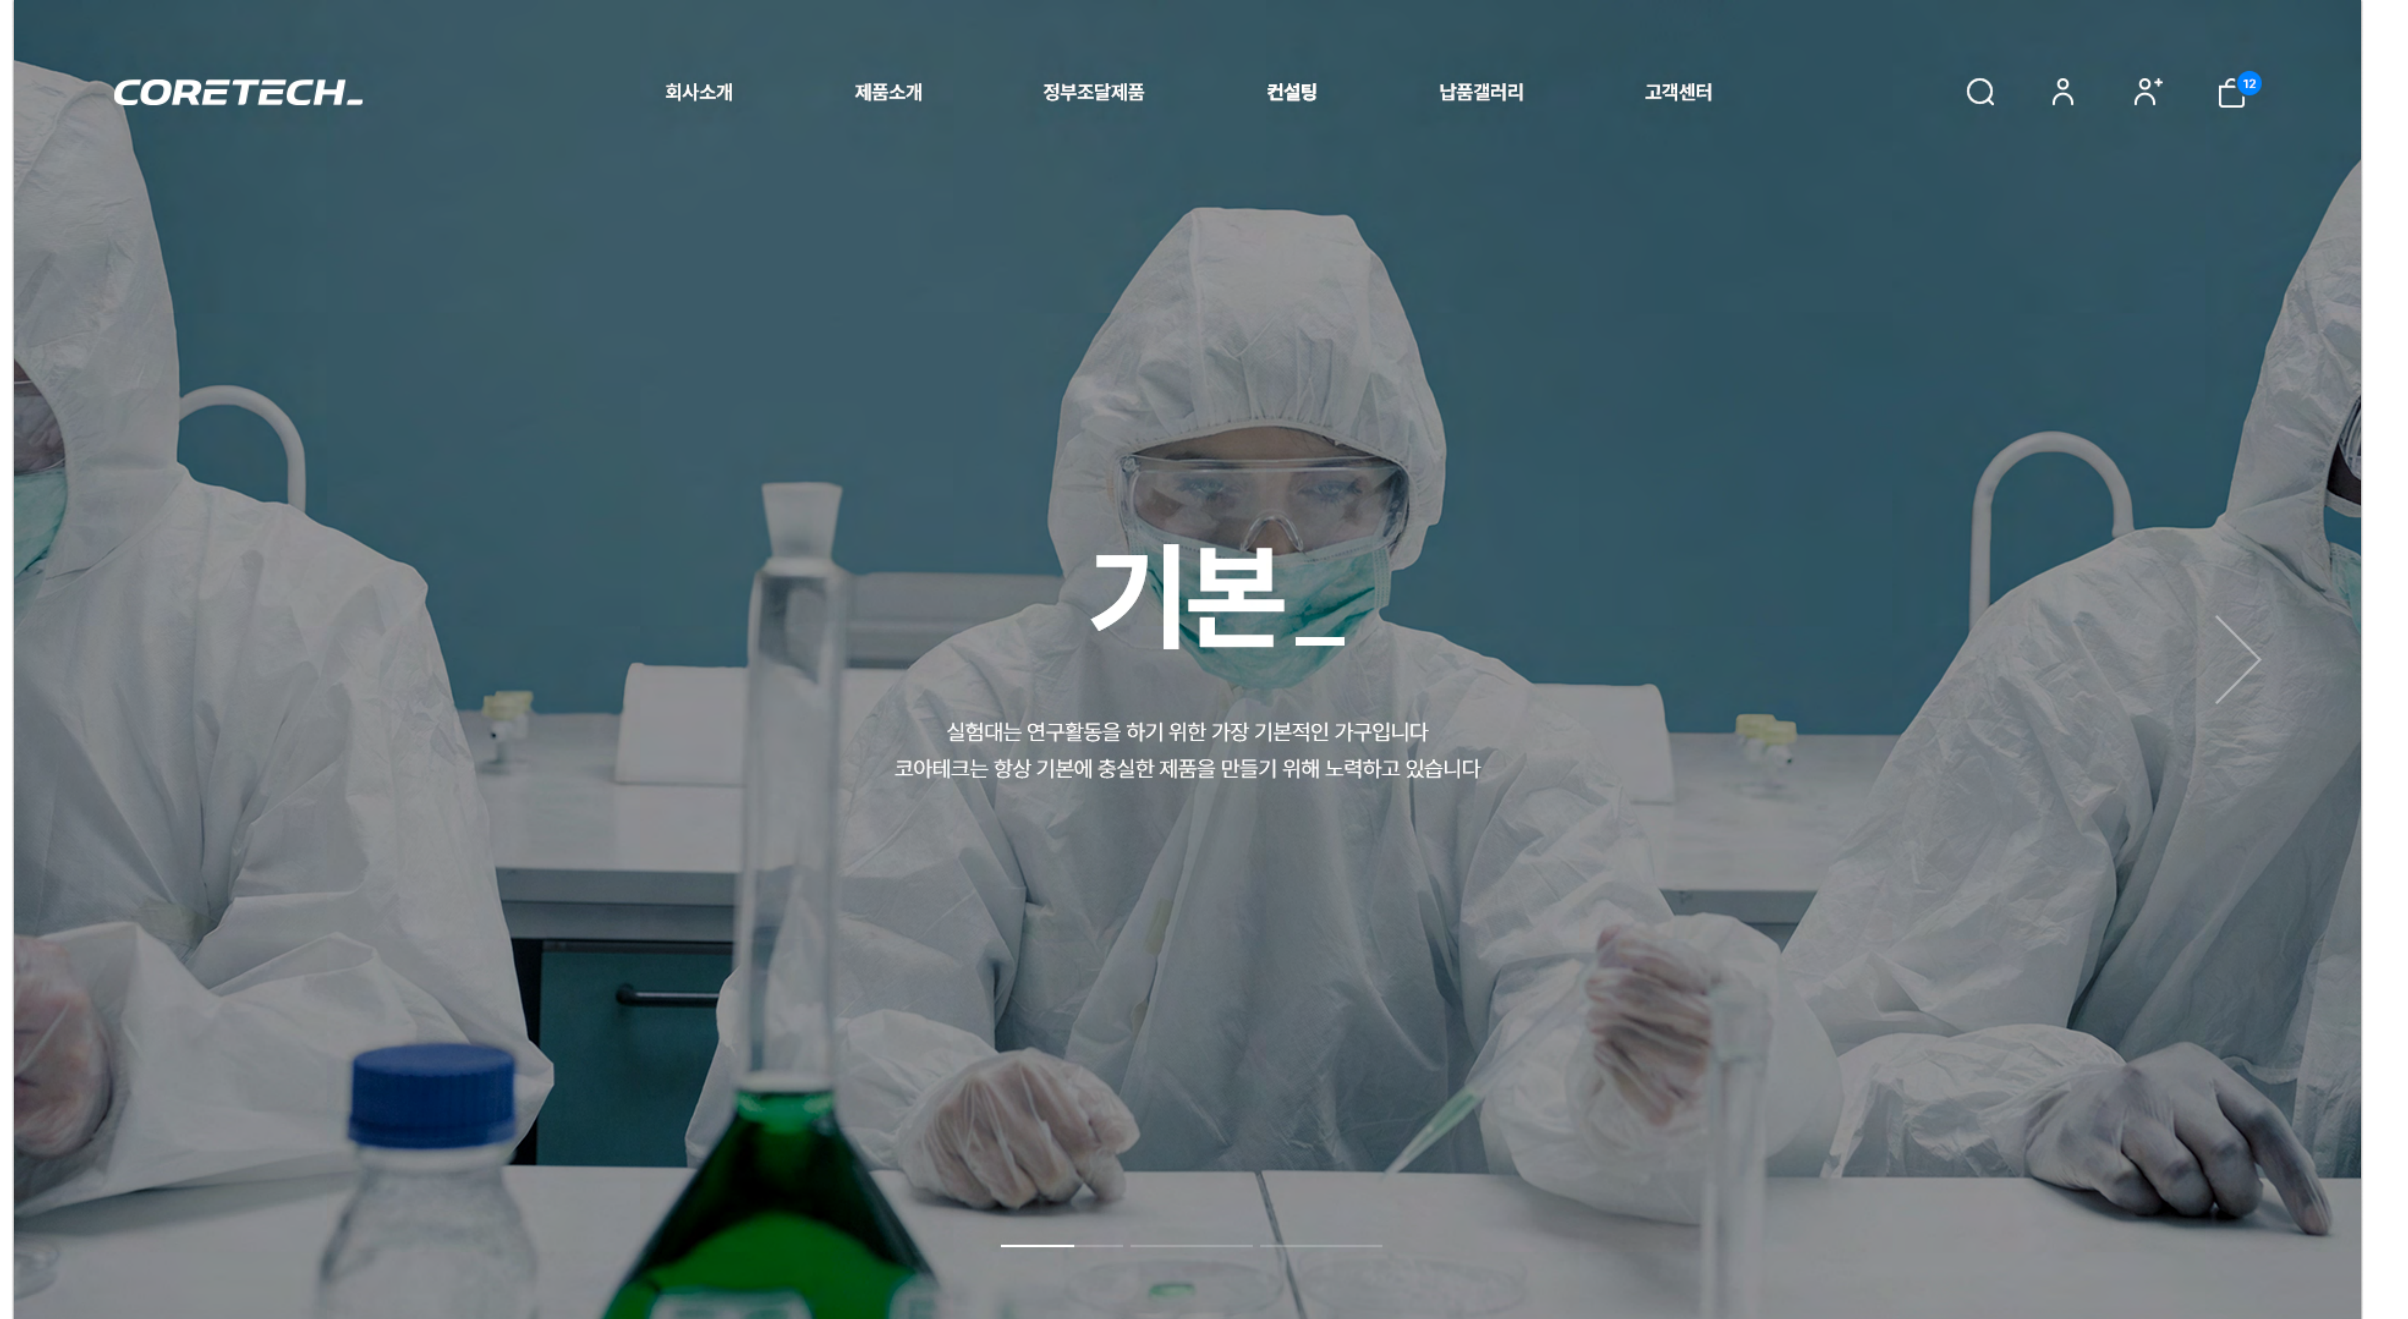 CORETECH_
회사소개
제품소개
정부조달제품
컨설팅
납품갤러리
고객센터
12
기본_
실험대는 연구활동을 하기 위한 가장 기본적인 가구입니다
코아테크는 항상 기본에 충실한 제품을 만들기 위해 노력하고 있습니다